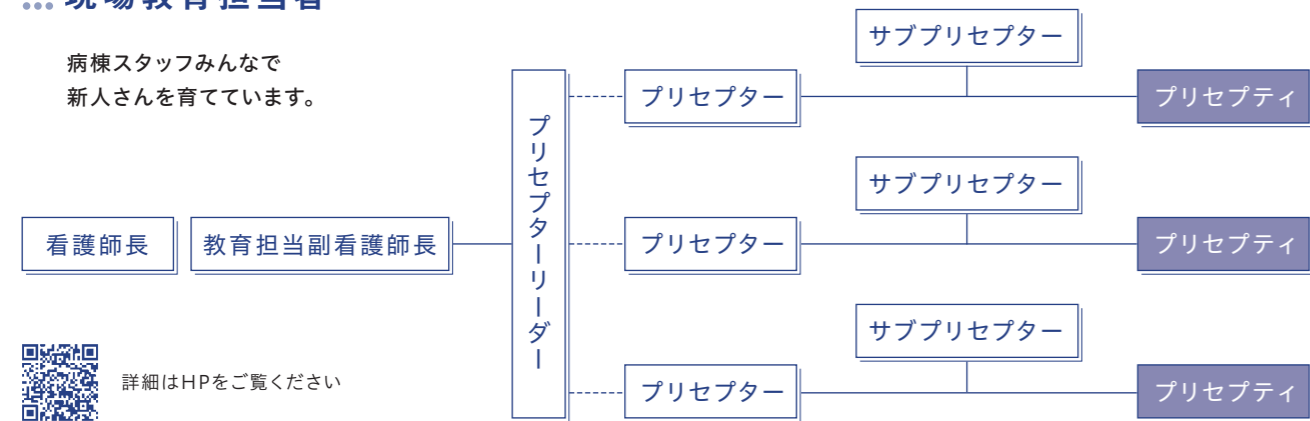 現場教育担当者
病棟スタッフみんなで
新人さんを育てています。
看護師長
教育担当副看護師長
プリセプターリーダー
サブプリセプター
プリセプター
プリセプティ
サブプリセプター
プリセプター
プリセプティ
サブプリセプター
プリセプター
プリセプティ
詳細はHPをご覧ください